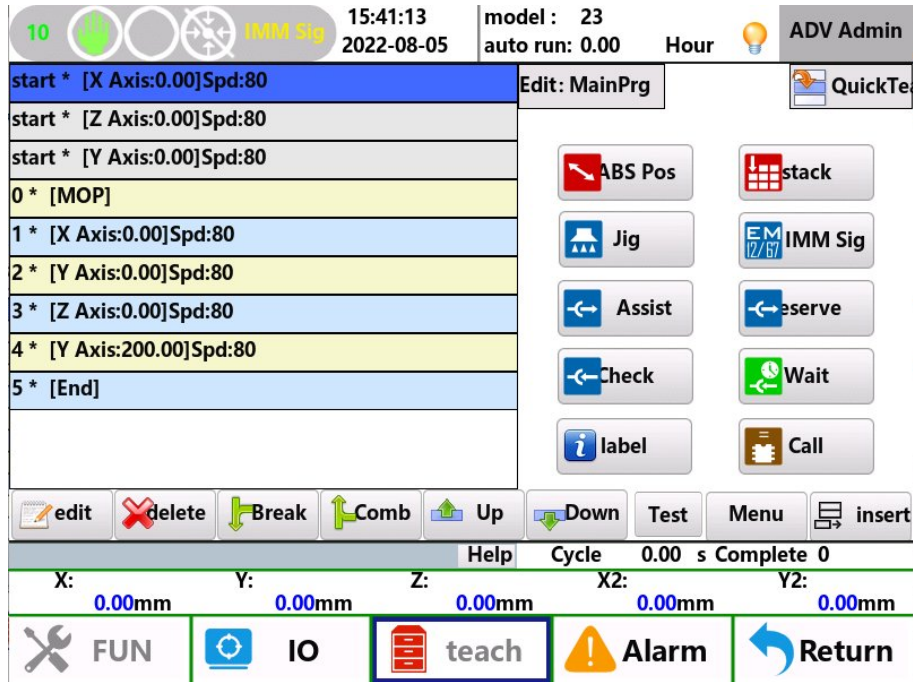 10 IMM Sig 15:41:13 model : 23 ADV Admin
2022-08-05 auto run: 0.00 Hour
start * [X Axis:0.00]Spd:80 Edit: MainPrg QuickTea
start * [Z Axis:0.00]Spd:80
start * [Y Axis:0.00]Spd:80 ABS Pos stack
0 * [MOP]
1 * [X Axis:0.00]Spd:80 Jig EM 12/67 IMM Sig
2 * [Y Axis:0.00]Spd:80
3 * [Z Axis:0.00]Spd:80 Assist eserve
4 * [Y Axis:200.00]Spd:80
5 * [End] Check Wait
label Call
edit delete Break Comb Up Down Test Menu insert
Help Cycle 0.00 s Complete 0
X: Y: Z: X2: Y2:
0.00mm 0.00mm 0.00mm 0.00mm 0.00mm
FUN IO teach Alarm Return